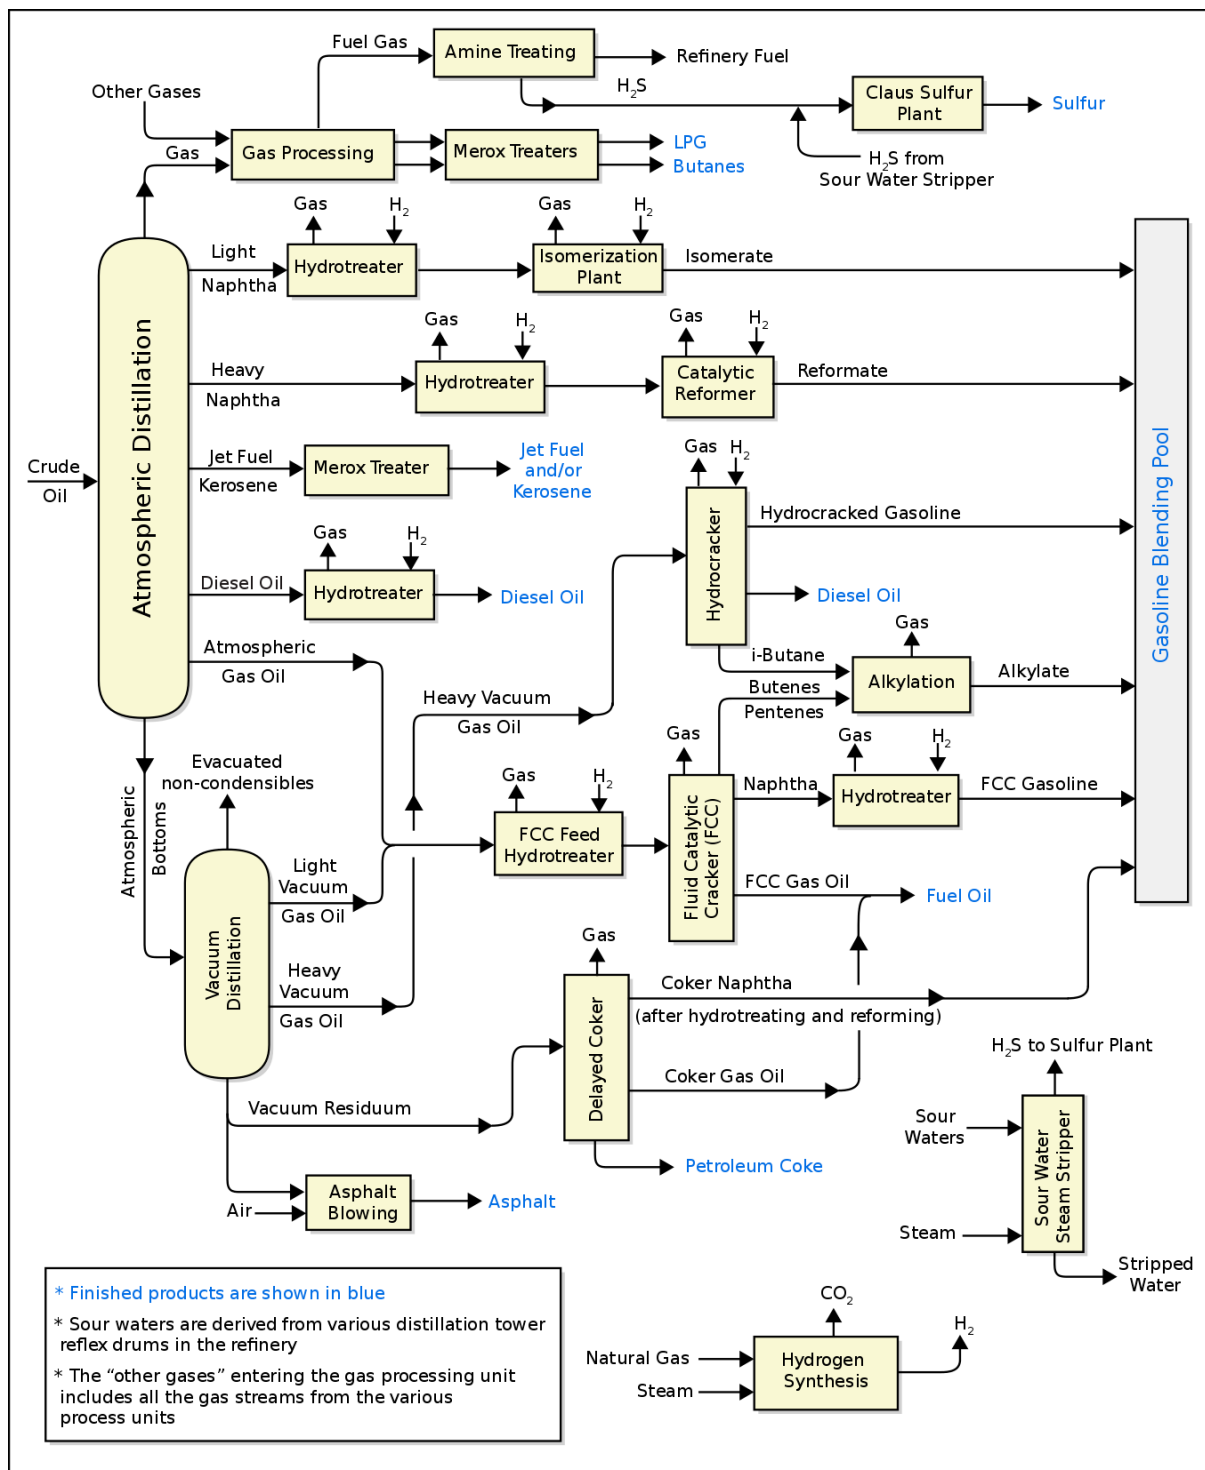 Fuel Gas
Amine Treating
Refinery Fuel
H2S
Claus Sulfur
Plant
Sulfur
Other Gases
Gas
Gas Processing
Merox Treaters
LPG
Butanes
H2S from
Sour Water Stripper
Light
Naphtha
Gas
H2
Hydrotreater
Gas
H2
Isomerization
Plant
Isomerate
Atmospheric Distillation
Heavy
Naphtha
Gas
H2
Hydrotreater
Gas
H2
Catalytic
Reformer
Reformate
Gasoline Blending Pool
Crude
Oil
Jet Fuel
Kerosene
Merox Treater
Jet Fuel
and/or
Kerosene
Gas
H2
Hydrocracker
Hydrocracked Gasoline
Diesel Oil
Diesel Oil
Gas
H2
Hydrotreater
Diesel Oil
Atmospheric
Gas Oil
i-Butane
Butenes
Pentenes
Gas
Alkylation
Alkylate
Heavy Vacuum
Gas Oil
Atmospheric
Bottoms
Evacuated
non-condensibles
Gas
H2
FCC Feed
Hydrotreater
Gas
Fluid Catalytic
Cracker (FCC)
Naphtha
Gas
H2
Hydrotreater
FCC Gasoline
FCC Gas Oil
Fuel Oil
Vacuum
Distillation
Light
Vacuum
Gas Oil
Heavy
Vacuum
Gas Oil
Gas
Delayed Coker
Coker Naphtha
(after hydrotreating and reforming)
Coker Gas Oil
Petroleum Coke
Vacuum Residuum
Air
Asphalt
Blowing
Asphalt
H2S to Sulfur Plant
Sour
Waters
Sour Water
Steam Stripper
Steam
Stripped
Water
* Finished products are shown in blue
* Sour waters are derived from various distillation tower
reflex drums in the refinery
* The “other gases” entering the gas processing unit
includes all the gas streams from the various
process units
CO2
H2
Natural Gas
Steam
Hydrogen
Synthesis